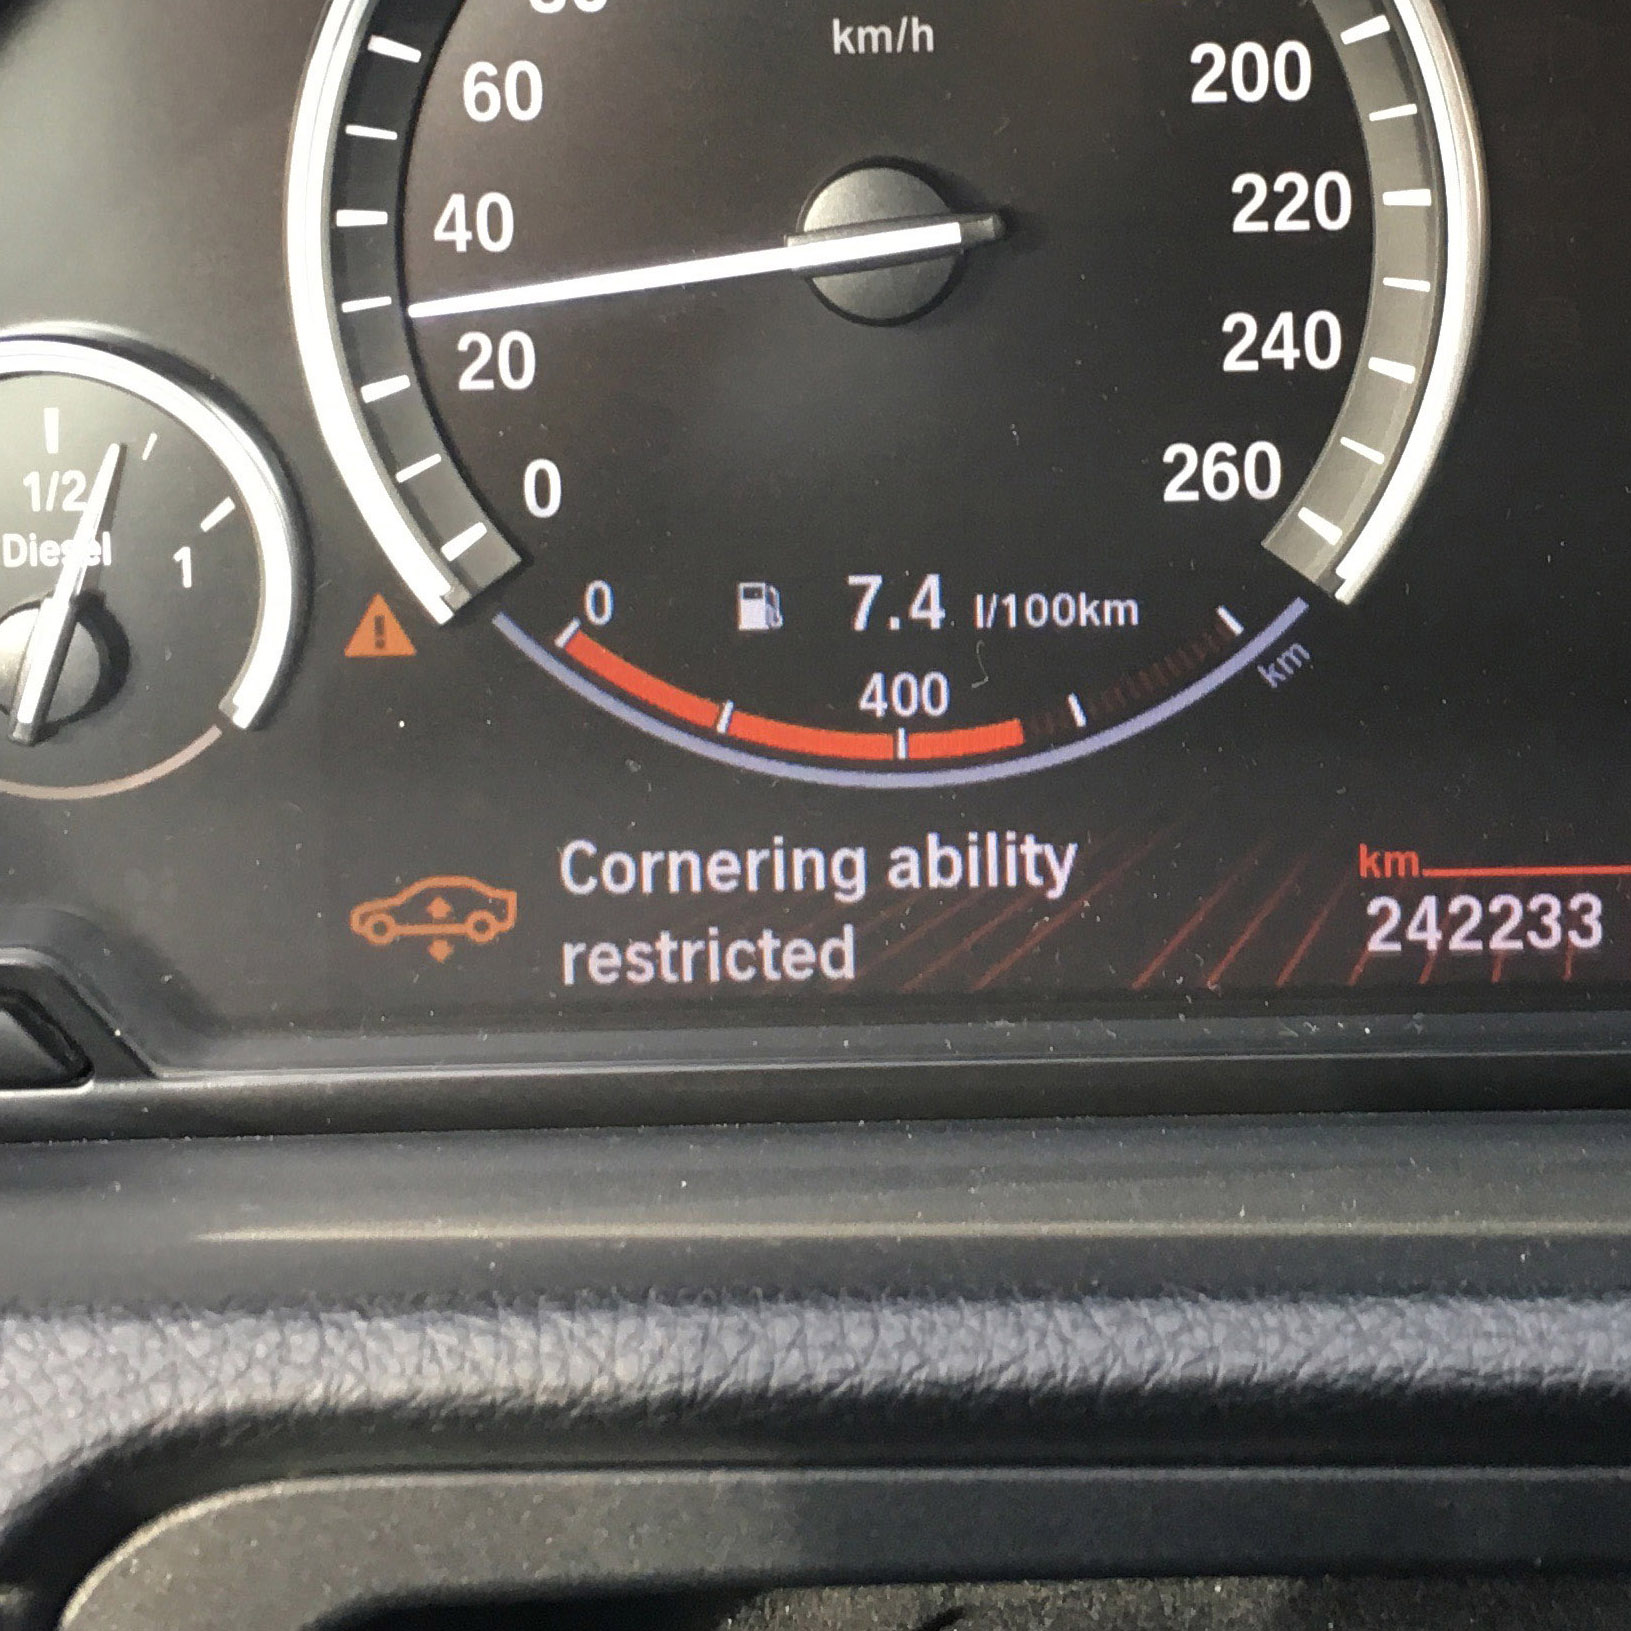 km/h
60
200
40
220
20
240
0
260
1/2
Diesel
1
0
7.4 l/100km
400
km
Cornering ability
restricted
km
242233